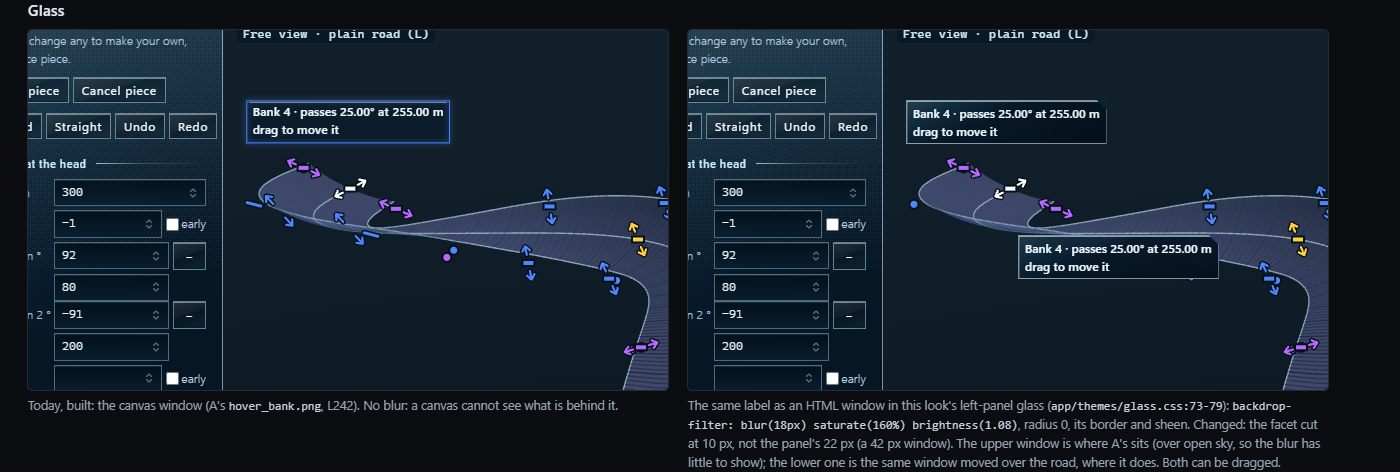 Glass
change any to make your own,
ce piece.
piece
Cancel piece
d
Straight
Undo
Redo
at the head
300
−1
early
n °
92
−
80
n 2 °
−91
−
200
early
Free view · plain road (L)
Bank 4 · passes 25.00° at 255.00 m
drag to move it
Today, built: the canvas window (A's hover_bank.png, L242). No blur: a canvas cannot see what is behind it.
change any to make your own,
ce piece.
piece
Cancel piece
d
Straight
Undo
Redo
at the head
300
−1
early
n °
92
−
80
n 2 °
−91
−
200
early
Free view · plain road (L)
Bank 4 · passes 25.00° at 255.00 m
drag to move it
Bank 4 · passes 25.00° at 255.00 m
drag to move it
The same label as an HTML window in this look's left-panel glass (app/themes/glass.css:73-79): backdrop-
filter: blur(18px) saturate(160%) brightness(1.08), radius 0, its border and sheen. Changed: the facet cut
at 10 px, not the panel's 22 px (a 42 px window). The upper window is where A's sits (over open sky, so the blur has
little to show); the lower one is the same window moved over the road, where it does. Both can be dragged.